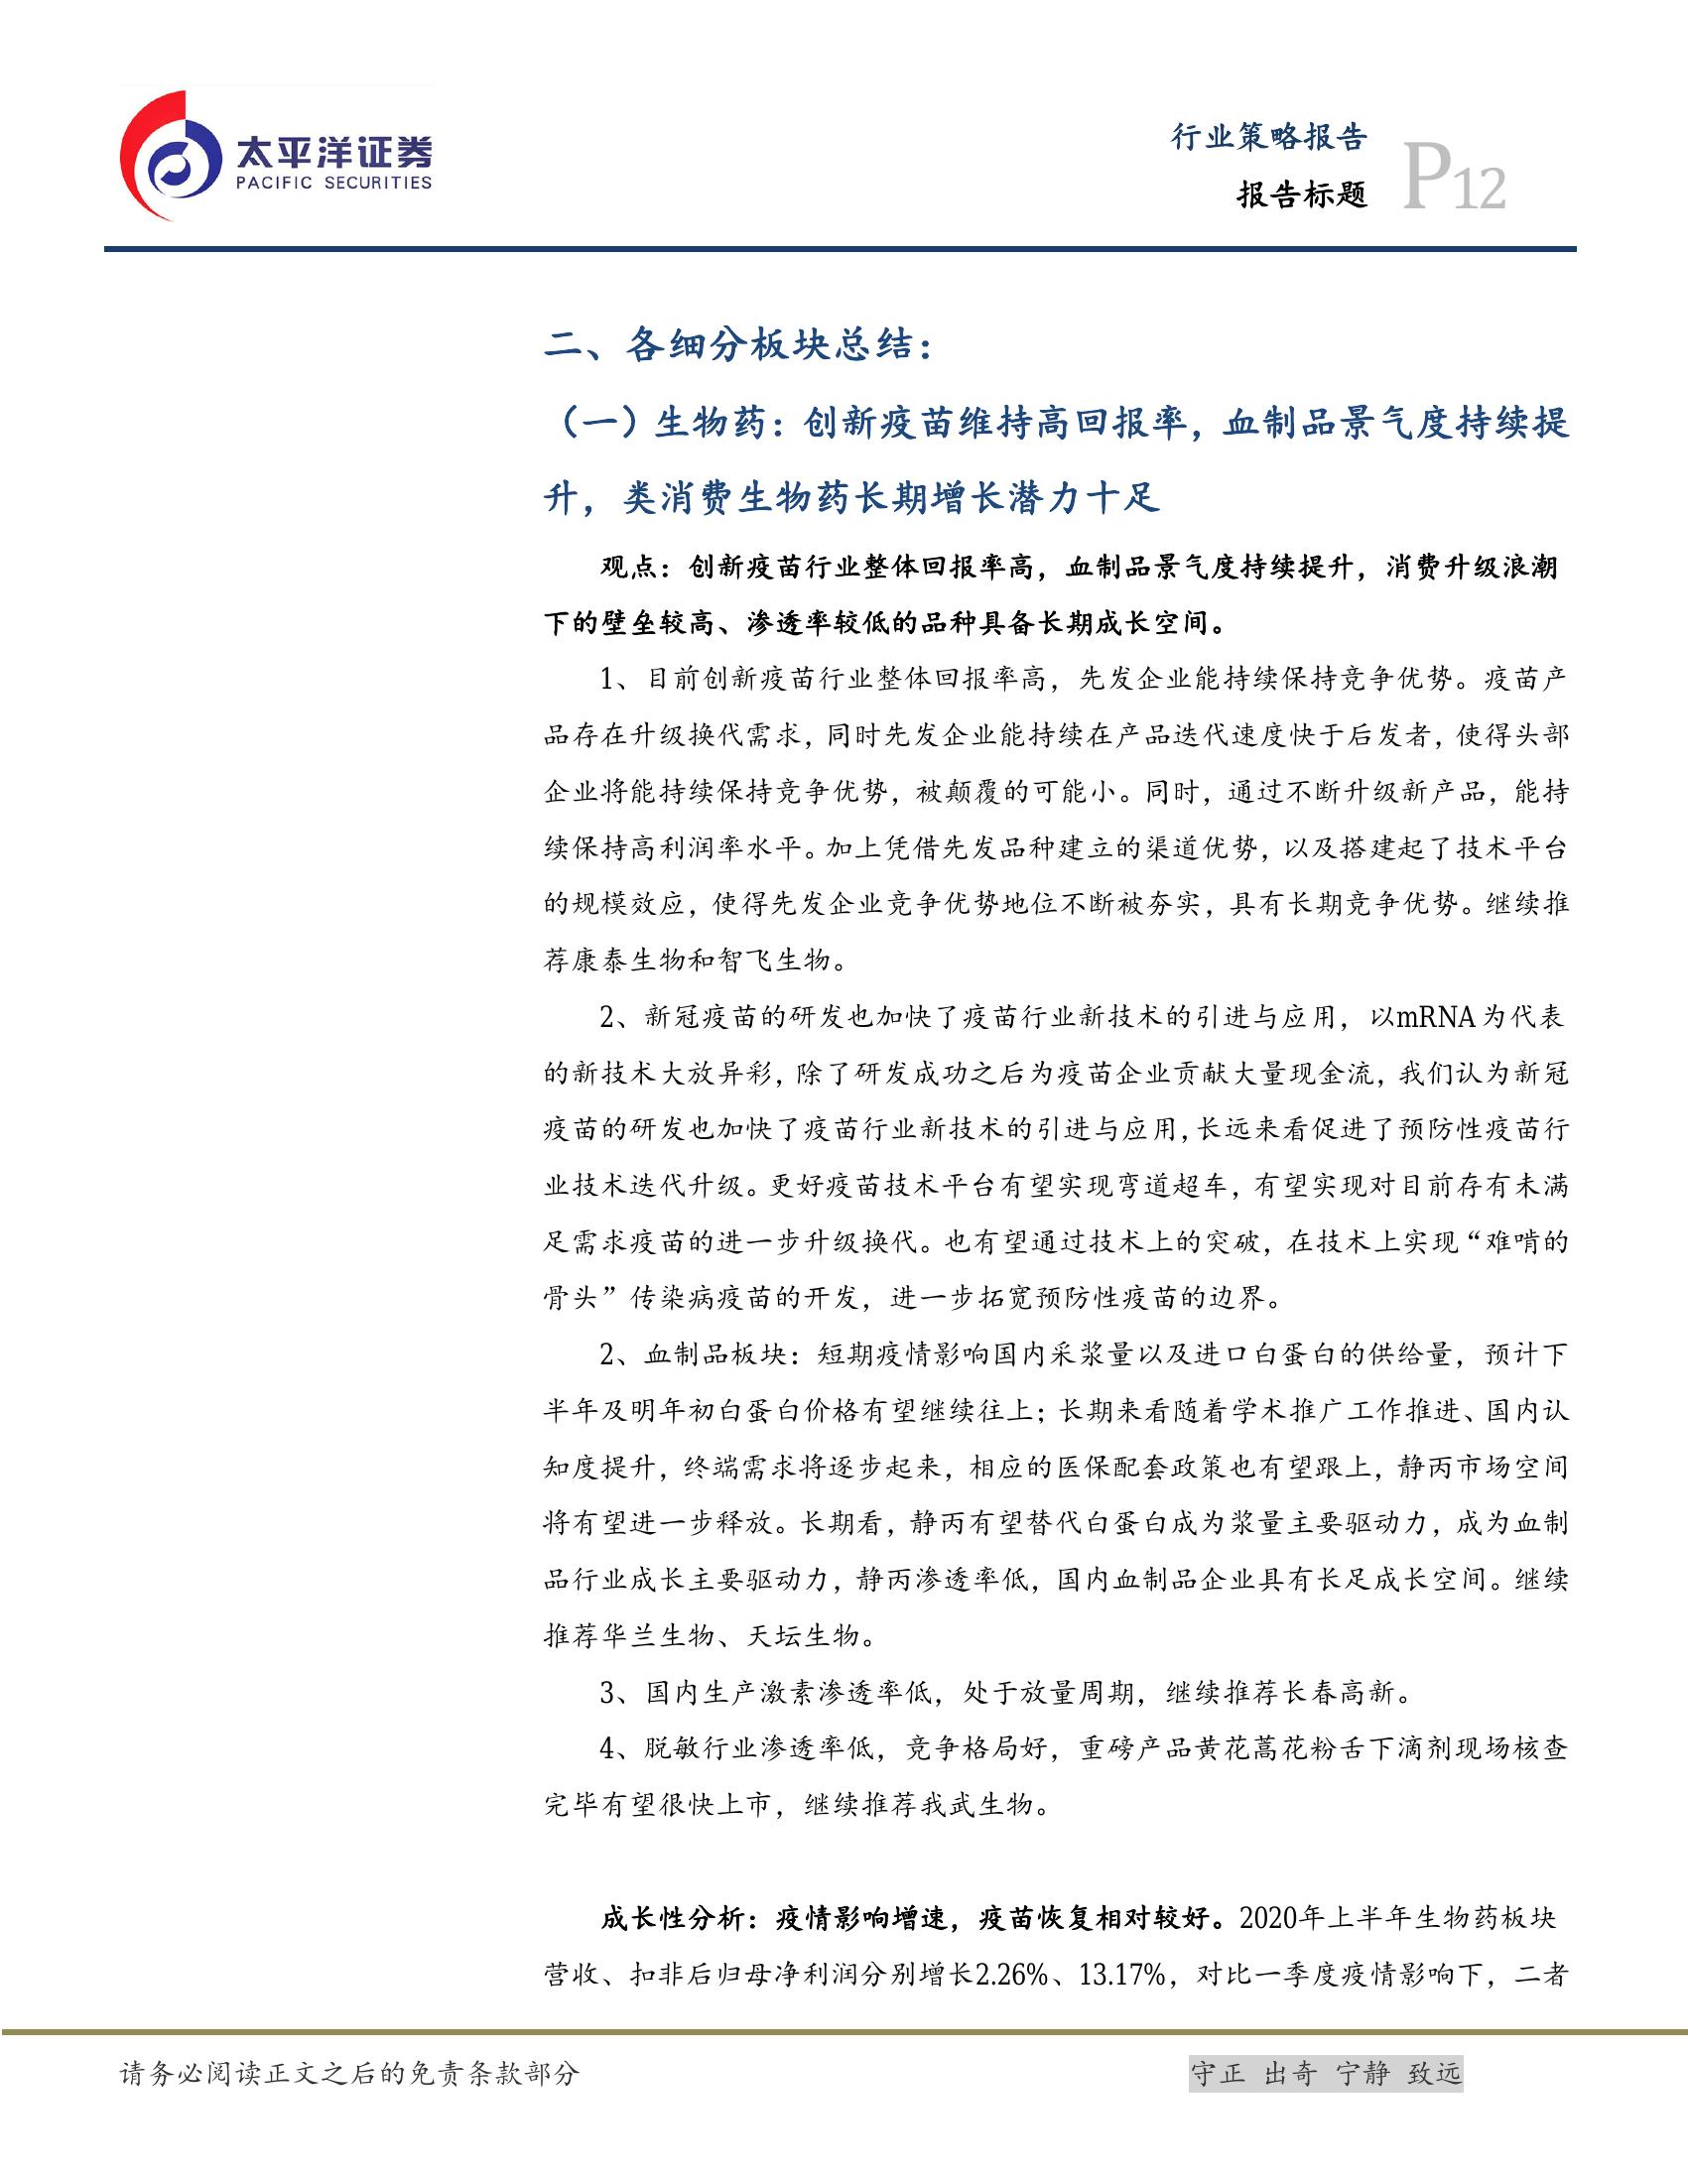 太平洋证券
PACIFIC SECURITIES
行业策略报告
报告标题
P12
二、各细分板块总结：
（一）生物药：创新疫苗维持高回报率，血制品景气度持续提
升，类消费生物药长期增长潜力十足
观点：创新疫苗行业整体回报率高，血制品景气度持续提升，消费升级浪潮
下的壁垒较高、渗透率较低的品种具备长期成长空间。
1、目前创新疫苗行业整体回报率高，先发企业能持续保持竞争优势。疫苗产
品存在升级换代需求，同时先发企业能持续在产品迭代速度快于后发者，使得头部
企业将能持续保持竞争优势，被颠覆的可能小。同时，通过不断升级新产品，能持
续保持高利润率水平。加上凭借先发品种建立的渠道优势，以及搭建起了技术平台
的规模效应，使得先发企业竞争优势地位不断被夯实，具有长期竞争优势。继续推
荐康泰生物和智飞生物。
2、新冠疫苗的研发也加快了疫苗行业新技术的引进与应用，以mRNA为代表
的新技术大放异彩，除了研发成功之后为疫苗企业贡献大量现金流，我们认为新冠
疫苗的研发也加快了疫苗行业新技术的引进与应用，长远来看促进了预防性疫苗行
业技术迭代升级。更好疫苗技术平台有望实现弯道超车，有望实现对目前存有未满
足需求疫苗的进一步升级换代。也有望通过技术上的突破，在技术上实现“难啃的
骨头”传染病疫苗的开发，进一步拓宽预防性疫苗的边界。
2、血制品板块：短期疫情影响国内采浆量以及进口白蛋白的供给量，预计下
半年及明年初白蛋白价格有望继续往上；长期来看随着学术推广工作推进、国内认
知度提升，终端需求将逐步起来，相应的医保配套政策也有望跟上，静丙市场空间
将有望进一步释放。长期看，静丙有望替代白蛋白成为浆量主要驱动力，成为血制
品行业成长主要驱动力，静丙渗透率低，国内血制品企业具有长足成长空间。继续
推荐华兰生物、天坛生物。
3、国内生产激素渗透率低，处于放量周期，继续推荐长春高新。
4、脱敏行业渗透率低，竞争格局好，重磅产品黄花蒿花粉舌下滴剂现场核查
完毕有望很快上市，继续推荐我武生物。
成长性分析：疫情影响增速，疫苗恢复相对较好。2020年上半年生物药板块
营收、扣非后归母净利润分别增长2.26%、13.17%，对比一季度疫情影响下，二者
请务必阅读正文之后的免责条款部分
守正 出奇 宁静 致远